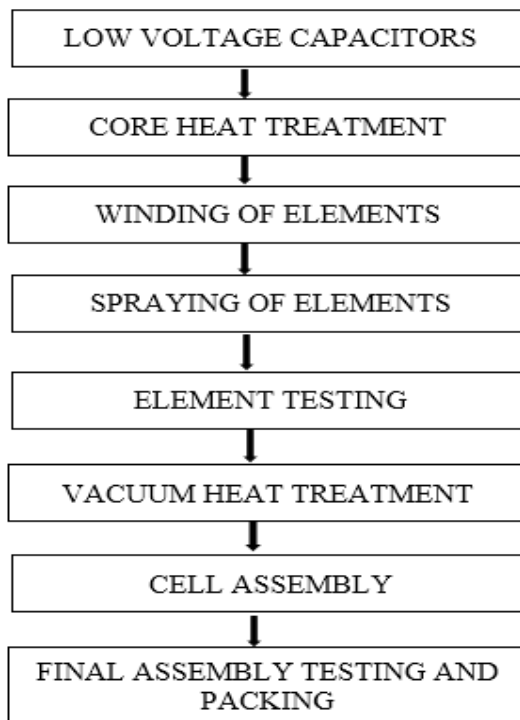 LOW VOLTAGE CAPACITORS
CORE HEAT TREATMENT
WINDING OF ELEMENTS
SPRAYING OF ELEMENTS
ELEMENT TESTING
VACUUM HEAT TREATMENT
CELL ASSEMBLY
FINAL ASSEMBLY TESTING AND
PACKING